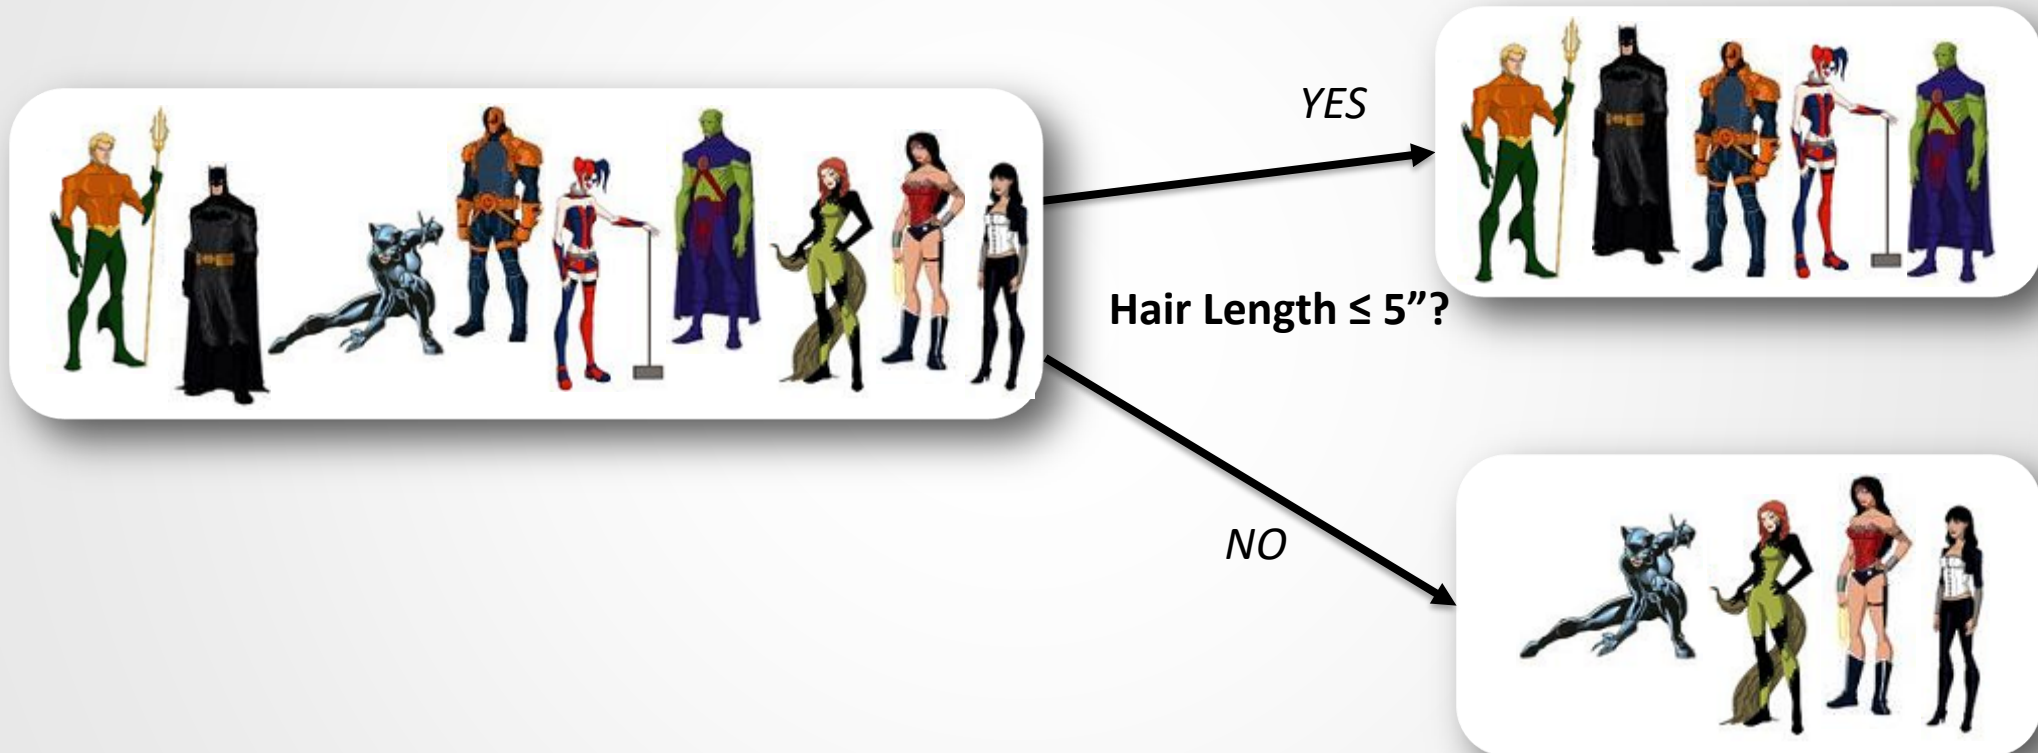 YES
Hair Length ≤ 5”?
NO